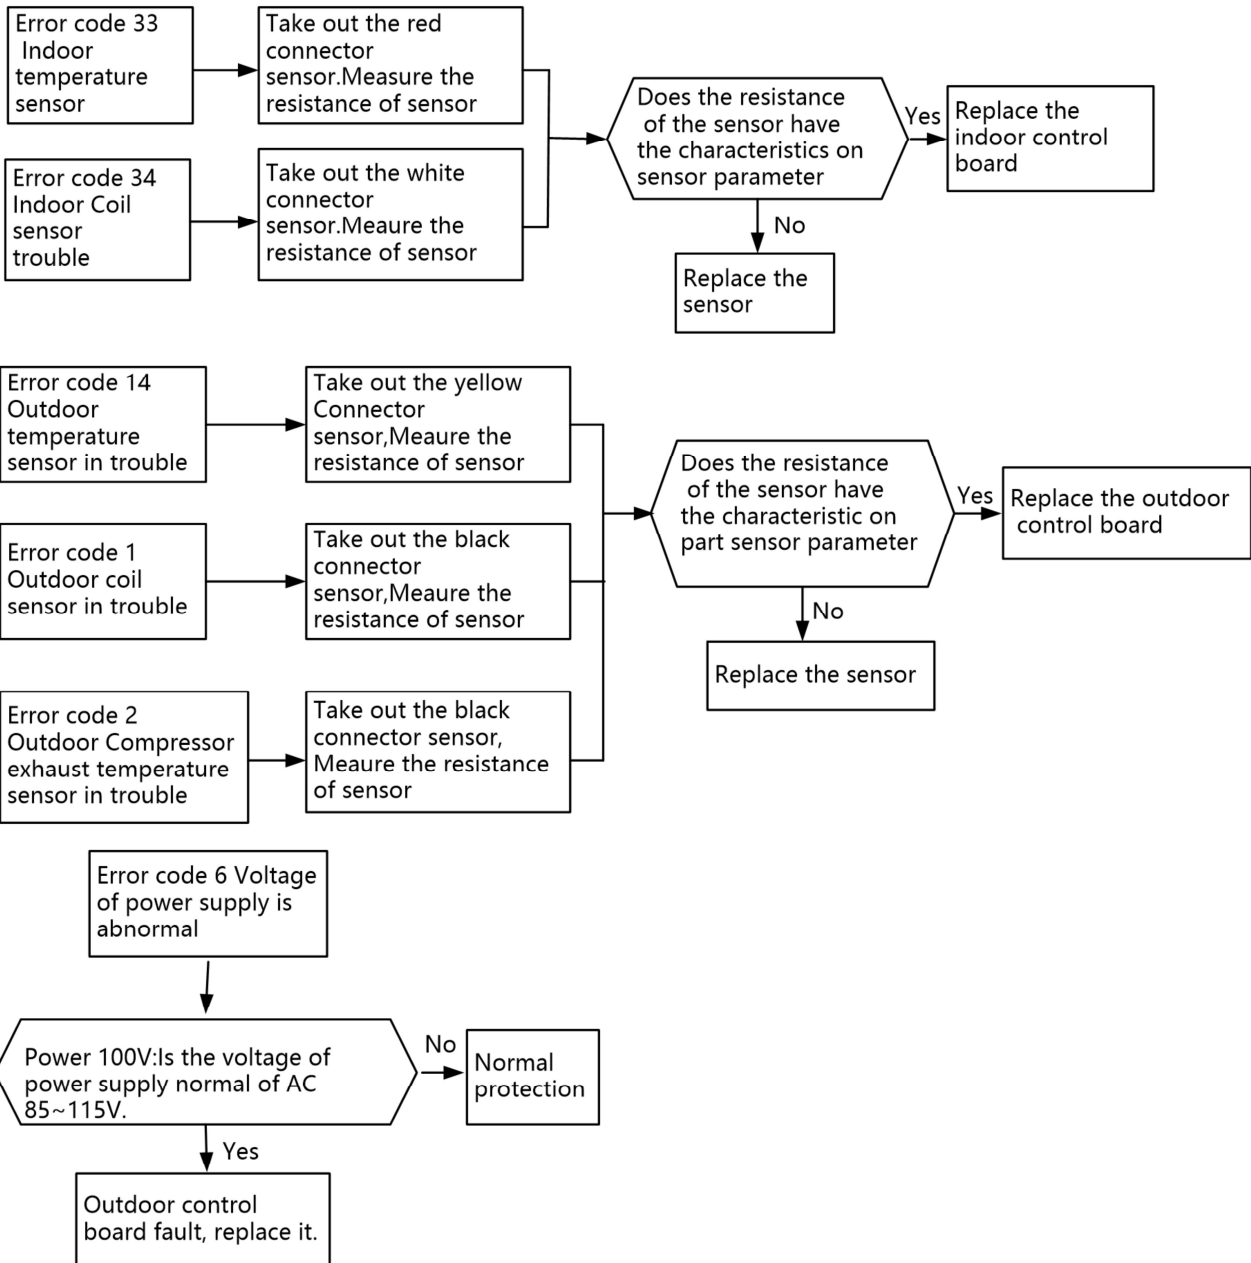 Error code 33
Indoor
temperature
sensor
Take out the red
connector
sensor.Measure the
resistance of sensor
Error code 34
Indoor Coil
sensor
trouble
Take out the white
connector
sensor.Meaure the
resistance of sensor
Does the resistance
of the sensor have
the characteristics on
sensor parameter
Yes
Replace the
indoor control
board
No
Replace the
sensor
Error code 14
Outdoor
temperature
sensor in trouble
Take out the yellow
Connector
sensor,Meaure the
resistance of sensor
Error code 1
Outdoor coil
sensor in trouble
Take out the black
connector
sensor,Meaure the
resistance of sensor
Error code 2
Outdoor Compressor
exhaust temperature
sensor in trouble
Take out the black
connector sensor,
Meaure the resistance
of sensor
Does the resistance
of the sensor have
the characteristic on
part sensor parameter
Yes
Replace the outdoor
control board
No
Replace the sensor
Error code 6 Voltage
of power supply is
abnormal
Power 100V:Is the voltage of
power supply normal of AC
85~115V.
No
Normal
protection
Yes
Outdoor control
board fault, replace it.